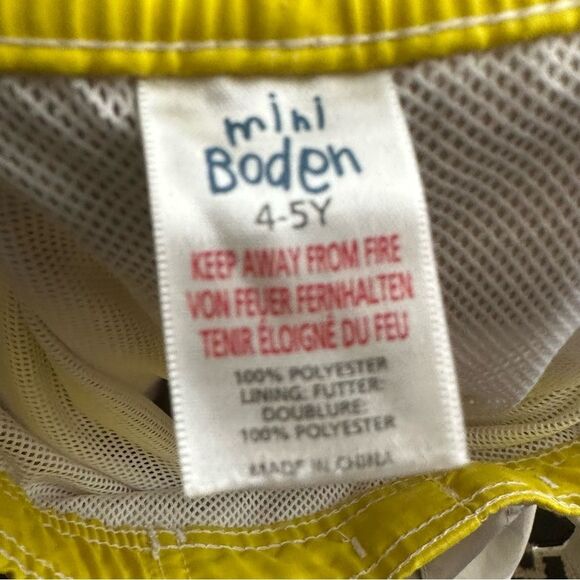 mini
Boden
4-5Y
KEEP AWAY FROM FIRE
VON FEUER FERNHALTEN
TENIR ÉLOIGNÉ DU FEU
100% POLYESTER
LINING: FUTTER:
DOUBLURE:
100% POLYESTER
MADE IN CHINA